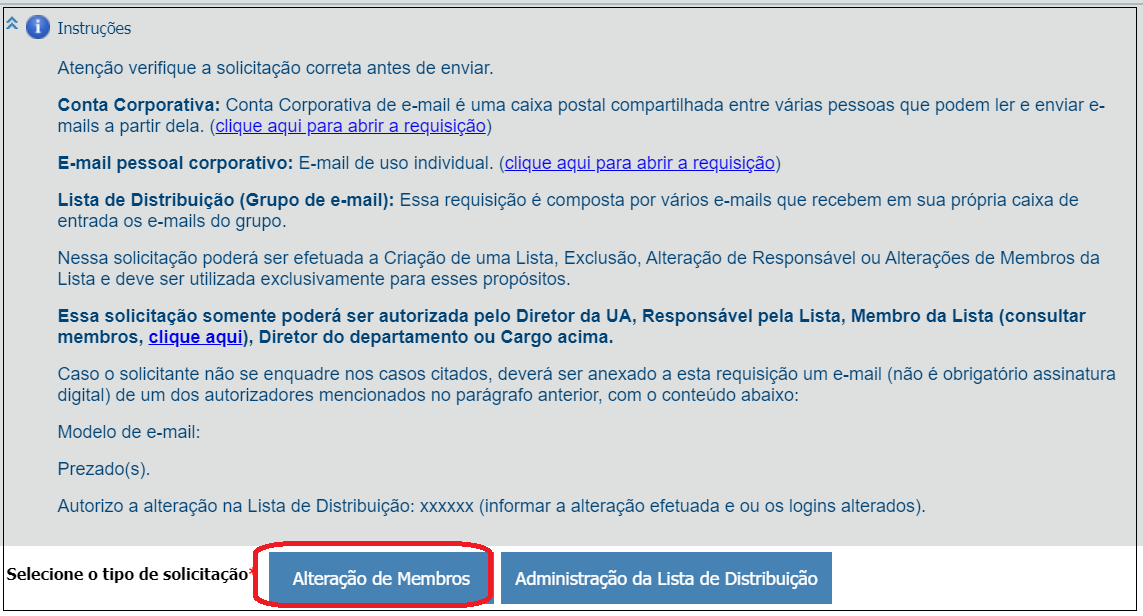 Instruções
Atenção verifique a solicitação correta antes de enviar.
Conta Corporativa: Conta Corporativa de e-mail é uma caixa postal compartilhada entre várias pessoas que podem ler e enviar e-
mails a partir dela. (clique aqui para abrir a requisição)
E-mail pessoal corporativo: E-mail de uso individual. (clique aqui para abrir a requisição)
Lista de Distribuição (Grupo de e-mail): Essa requisição é composta por vários e-mails que recebem em sua própria caixa de
entrada os e-mails do grupo.
Nessa solicitação poderá ser efetuada a Criação de uma Lista, Exclusão, Alteração de Responsável ou Alterações de Membros da
Lista e deve ser utilizada exclusivamente para esses propósitos.
Essa solicitação somente poderá ser autorizada pelo Diretor da UA, Responsável pela Lista, Membro da Lista (consultar
membros, clique aqui), Diretor do departamento ou Cargo acima.
Caso o solicitante não se enquadre nos casos citados, deverá ser anexado a esta requisição um e-mail (não é obrigatório assinatura
digital) de um dos autorizadores mencionados no parágrafo anterior, com o conteúdo abaixo:
Modelo de e-mail:
Prezado(s).
Autorizo a alteração na Lista de Distribuição: xxxxxx (informar a alteração efetuada e ou os logins alterados).
Selecione o tipo de solicitação* Alteração de Membros Administração da Lista de Distribuição